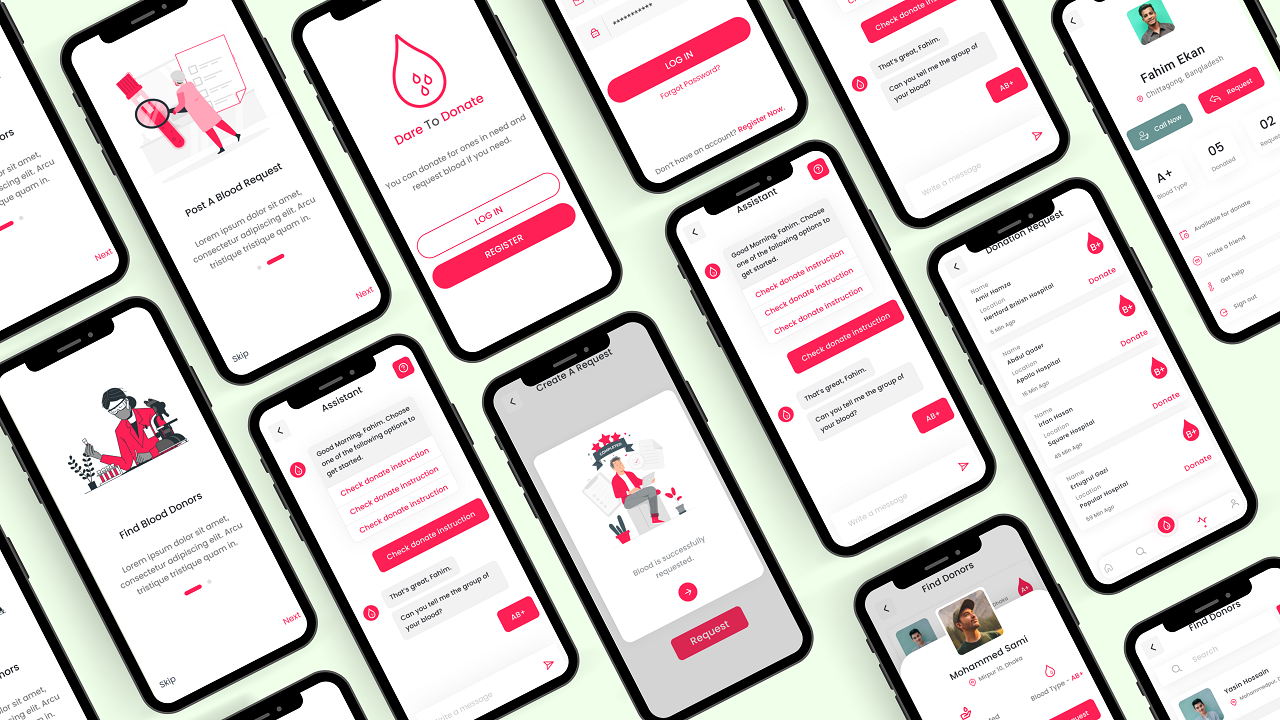 nors
sit amet,
piscing elit. Arcu
quam in.
Next
Post A Blood Request
Lorem ipsum dolor sit amet,
consectetur adipiscing elit. Arcu
tristique tristique quam in.
Skip
Next
Dare To Donate
You can donate for ones in need and
request blood if you need.
LOG IN
REGISTER
***********
LOG IN
Forgot Password?
Don't have an account? Register Now.
Check donate instruction
That's great, Fahim.
Can you tell me the group of
your blood?
AB+
Write a message
Fahim Ekan
Chittagong, Bangladesh
Call Now
Request
A+
Blood Type
05
Donated
02
Reques
Available for donate
Invite a friend
Get help
Sign out
Find Blood Donors
Lorem ipsum dolor sit amet,
consectetur adipiscing elit. Arcu
tristique tristique quam in.
Skip
Next
Assistant
Good Morning, Fahim. Choose
one of the following options to
get started.
Check donate instruction
Check donate instruction
Check donate instruction
Check donate instruction
That's great, Fahim.
Can you tell me the group of
your blood?
AB+
Write a message
Create A Request
COMPLETED
Blood is successfully
requested.
Request
Assistant
Good Morning, Fahim. Choose
one of the following options to
get started.
Check donate instruction
Check donate instruction
Check donate instruction
Check donate instruction
That's great, Fahim.
Can you tell me the group of
your blood?
AB+
Write a message
Donation Request
Name
Amir Hamza
Location
Hertford British Hospital
6 Min Ago
B+
Donate
Name
Abdul Qader
Location
Apollo Hospital
16 Min Ago
B+
Donate
Name
Irfan Hasan
Location
Square Hospital
45 Min Ago
B+
Donate
Name
Ertugrul Gazi
Location
Popular Hospital
59 Min Ago
B+
Donate
Find Donors
A+
Dhaka
Mohammed Sami
Mirpur 10, Dhaka
Blood Type - AB+
Request
Find Donors
Search
Yasin Hossain
nors